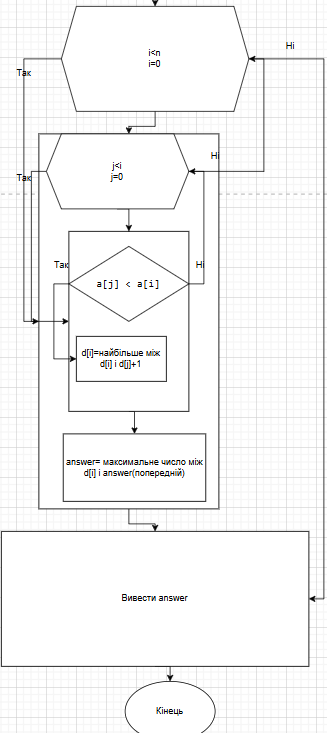 i<n
i=0
Ні
Так
j<i
j=0
Ні
Так
Так
Ні
a[j] < a[i]
d[i]=найбільше між
d[i] і d[j]+1
answer= максимальне число між
d[i] і answer(попередній)
Вивести answer
Кінець